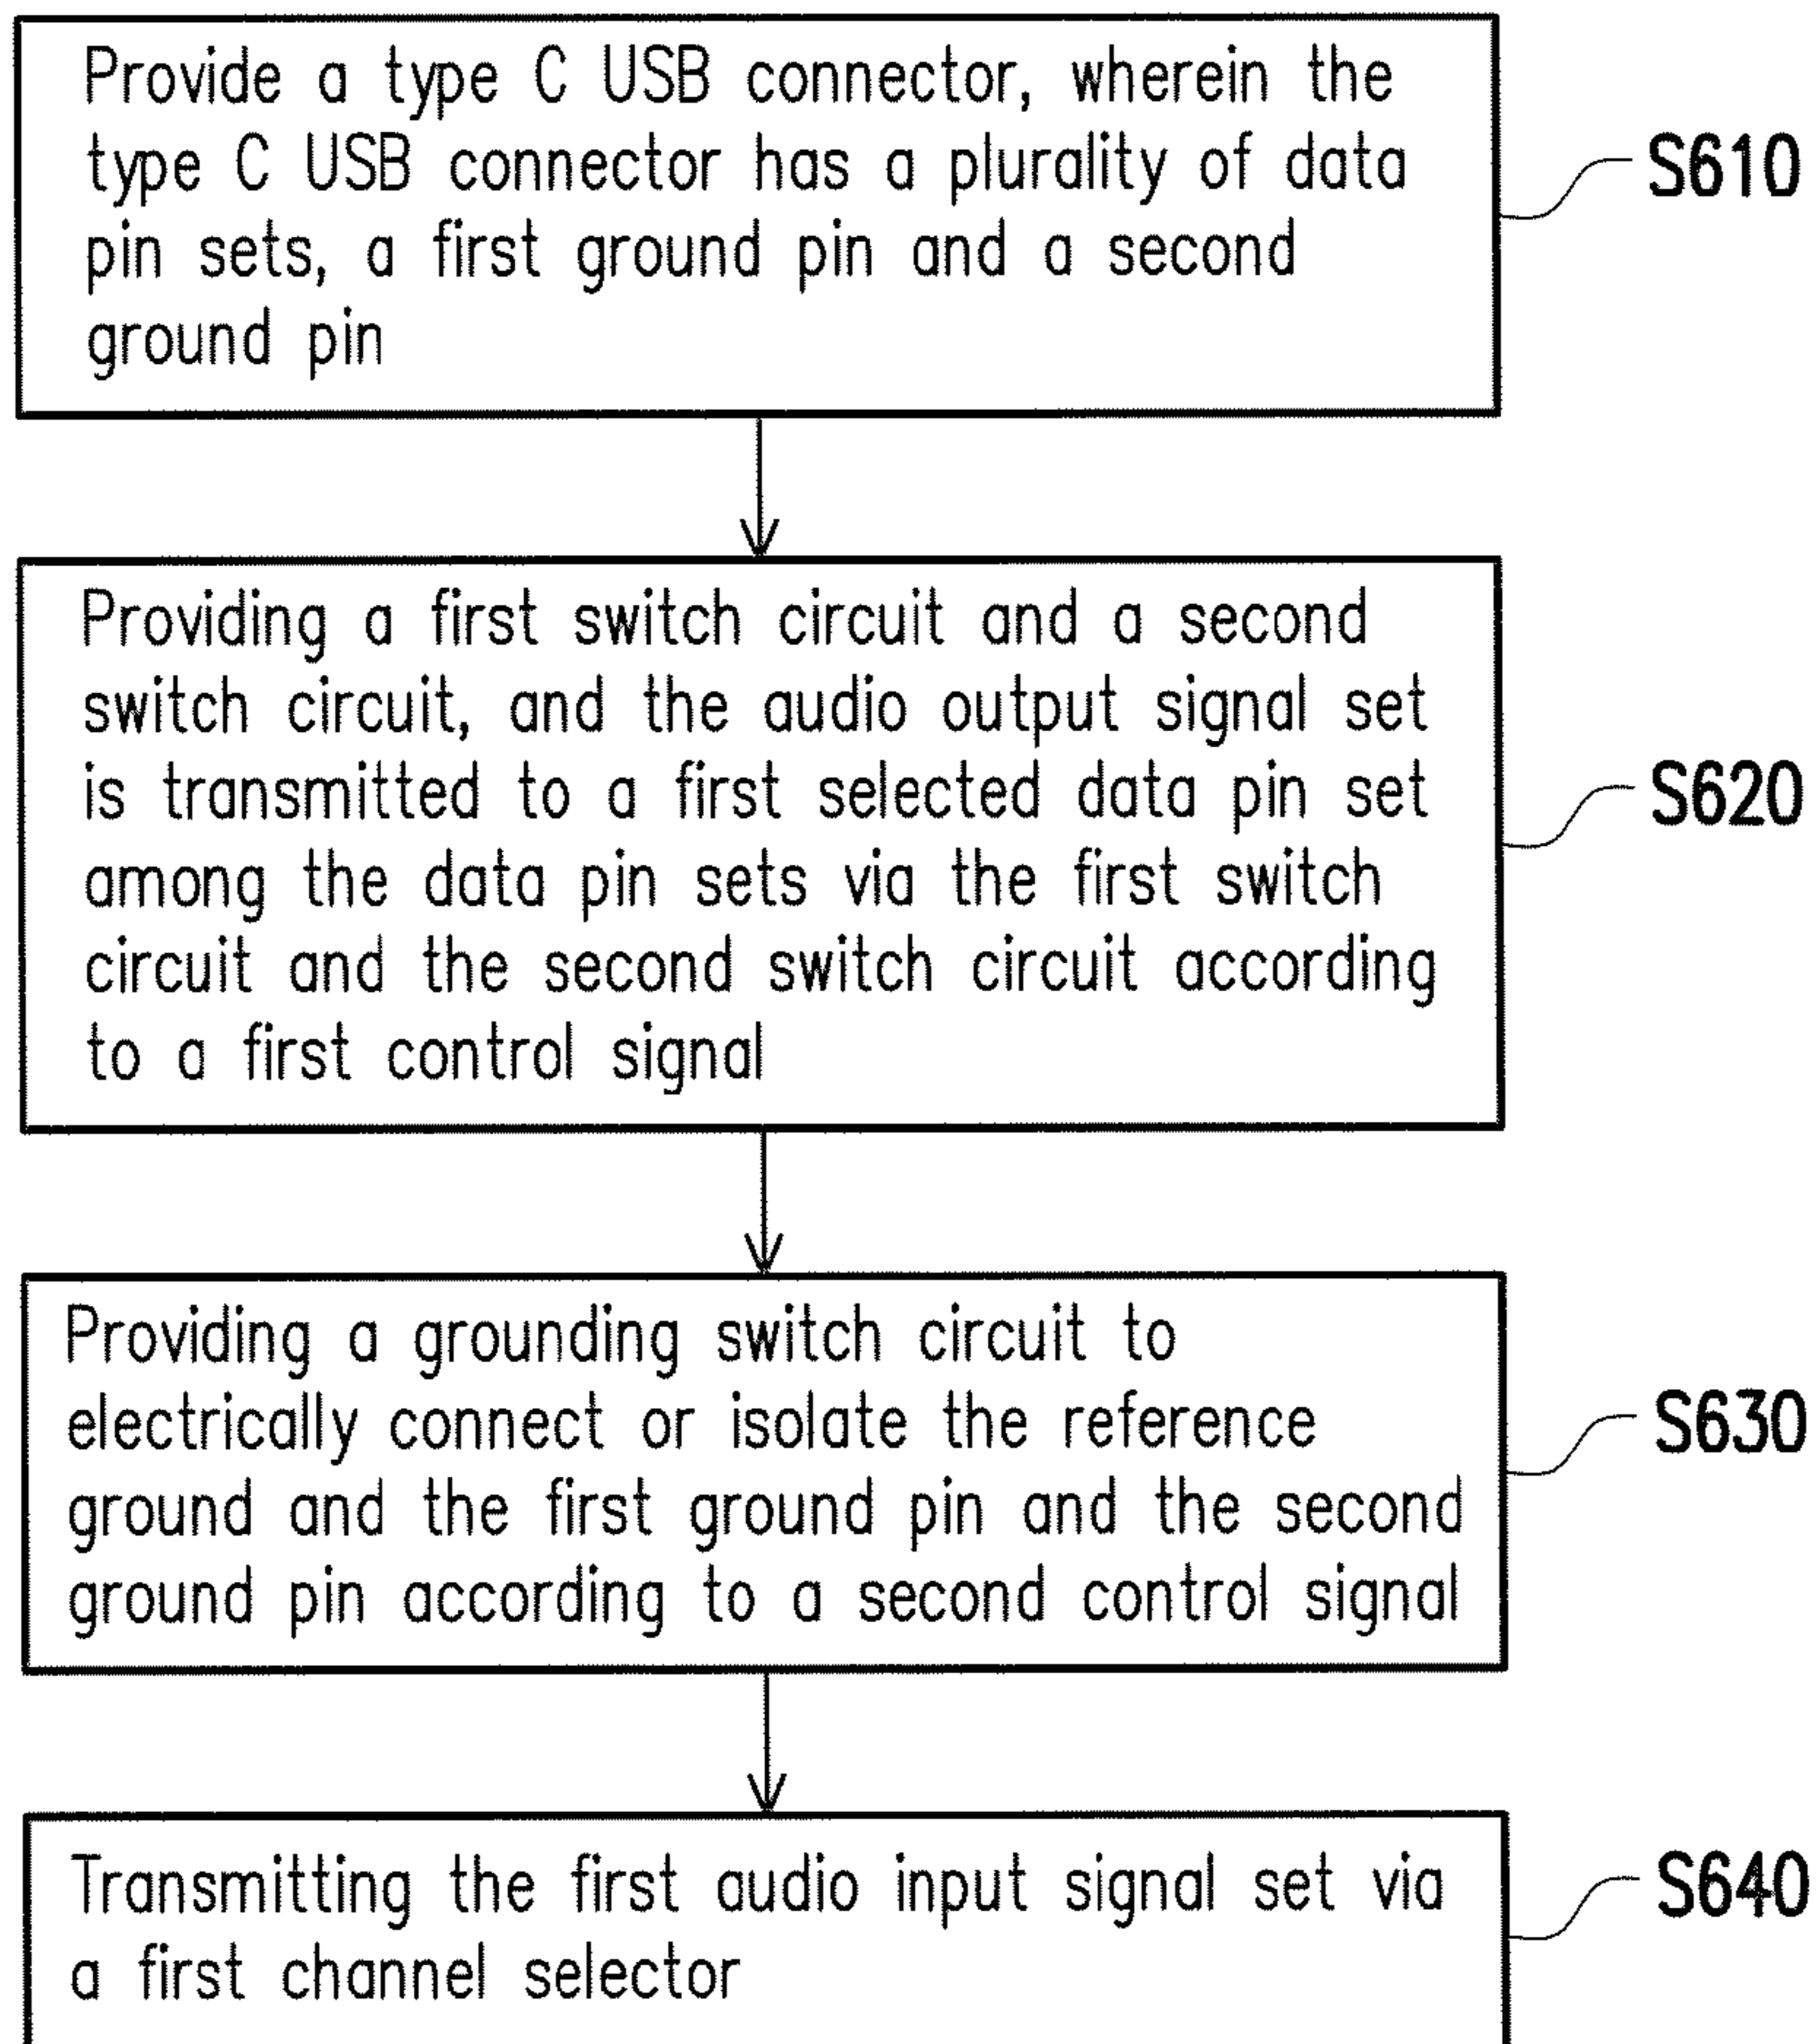 Provide a type C USB connector, wherein the
type C USB connector has a plurality of data
pin sets, a first ground pin and a second
ground pin
S610
Providing a first switch circuit and a second
switch circuit, and the audio output signal set
is transmitted to a first selected data pin set
among the data pin sets via the first switch
circuit and the second switch circuit according
to a first control signal
S620
Providing a grounding switch circuit to
electrically connect or isolate the reference
ground and the first ground pin and the second
ground pin according to a second control signal
S630
Transmitting the first audio input signal set via
a first channel selector
S640